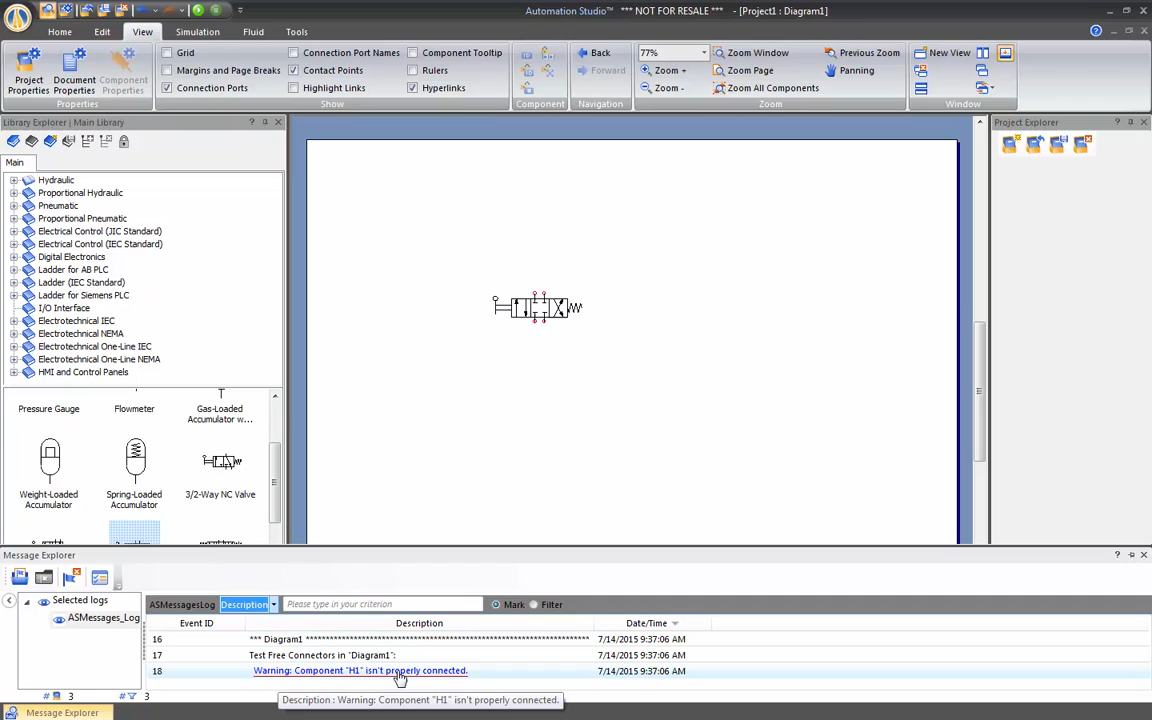 Automation Studio™ *** NOT FOR RESALE *** - [Project1 : Diagram1]
Home Edit View Simulation Fluid Tools
Project Properties
Document Properties
Component Properties
Properties
Grid
Margins and Page Breaks
Connection Ports
Connection Port Names
Contact Points
Highlight Links
Component Tooltip
Rulers
Hyperlinks
Show
Component
Back
Forward
Navigation
77%
Zoom +
Zoom -
Zoom Window
Zoom Page
Zoom All Components
Previous Zoom
Panning
Zoom
New View
Window
Library Explorer | Main Library
Main
Hydraulic
Proportional Hydraulic
Pneumatic
Proportional Pneumatic
Electrical Control (JIC Standard)
Electrical Control (IEC Standard)
Digital Electronics
Ladder for AB PLC
Ladder (IEC Standard)
Ladder for Siemens PLC
I/O Interface
Electrotechnical IEC
Electrotechnical NEMA
Electrotechnical One-Line IEC
Electrotechnical One-Line NEMA
HMI and Control Panels
Pressure Gauge
Flowmeter
Gas-Loaded
Accumulator w...
Weight-Loaded
Accumulator
Spring-Loaded
Accumulator
3/2-Way NC Valve
Project Explorer
Message Explorer
Selected logs
ASMessages_Log
# 3 # 3
ASMessagesLog Description Please type in your criterion Mark Filter
Event ID Description Date/Time
16 *** Diagram1 ****************************************************************************** 7/14/2015 9:37:06 AM
17 Test Free Connectors in "Diagram1": 7/14/2015 9:37:06 AM
18 Warning: Component "H1" isn't properly connected. 7/14/2015 9:37:06 AM
Description : Warning: Component "H1" isn't properly connected.
Message Explorer